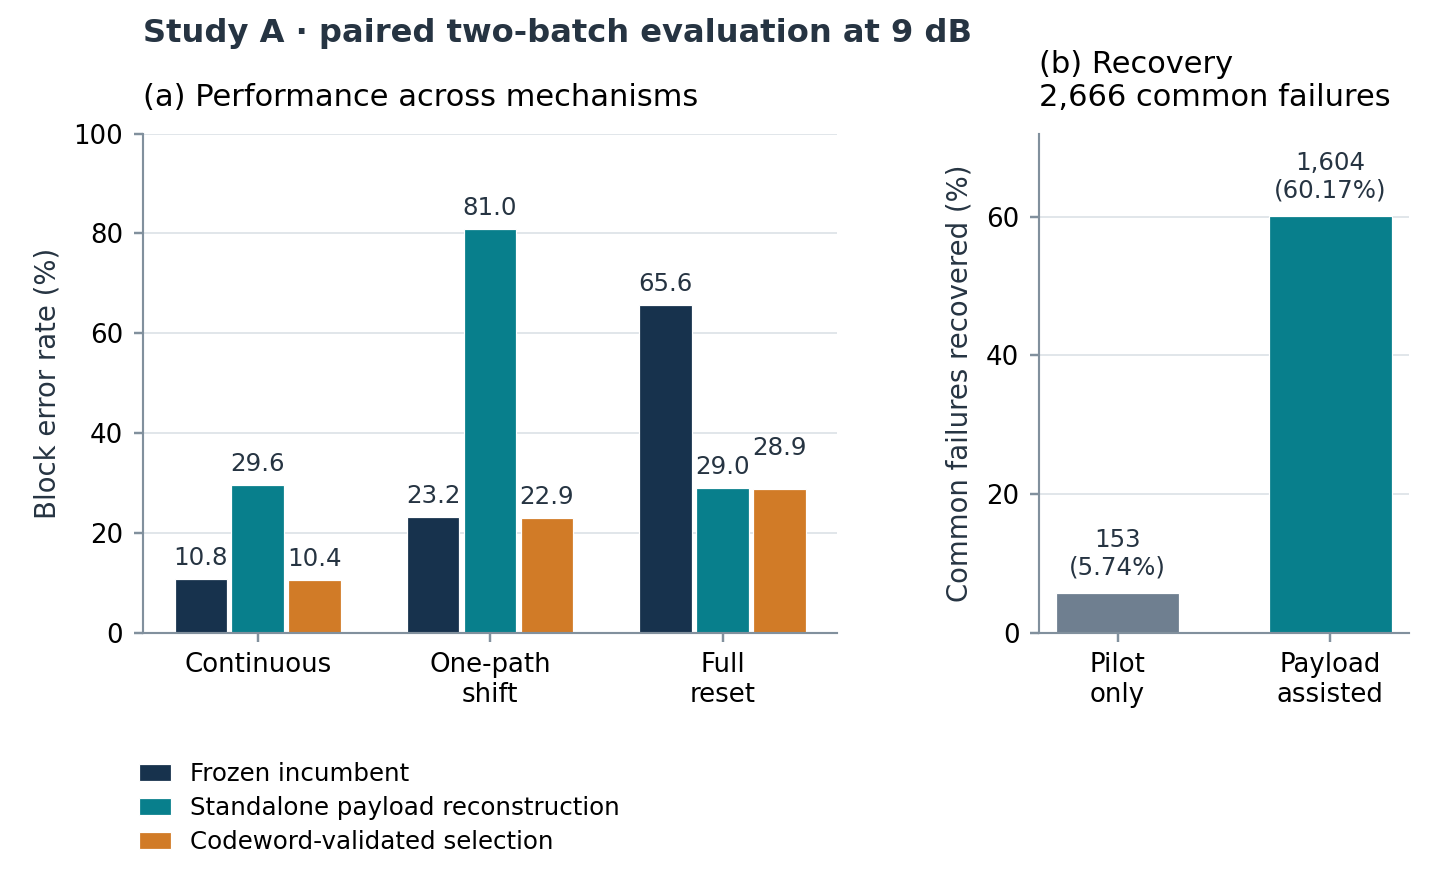 Study A · paired two-batch evaluation at 9 dB
(a) Performance across mechanisms
Block error rate (%)
100
80
60
40
20
0
10.8
29.6
10.4
23.2
81.0
22.9
65.6
29.0
28.9
Continuous
One-path
shift
Full
reset
Frozen incumbent
Standalone payload reconstruction
Codeword-validated selection
(b) Recovery
2,666 common failures
Common failures recovered (%)
60
40
20
0
153
(5.74%)
1,604
(60.17%)
Pilot
only
Payload
assisted